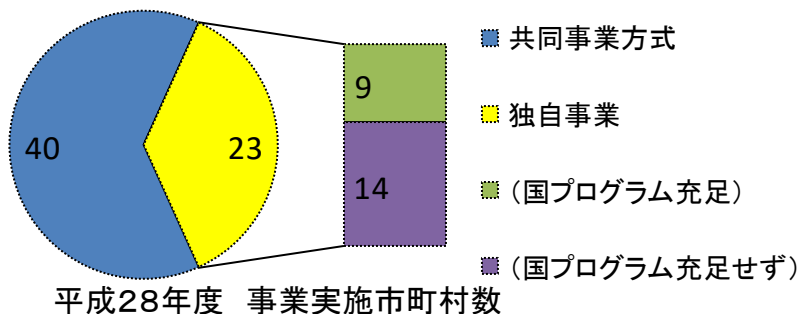 40
23
9
14
共同事業方式
独自事業
（国プログラム充足）
（国プログラム充足せず）
平成２８年度　事業実施市町村数